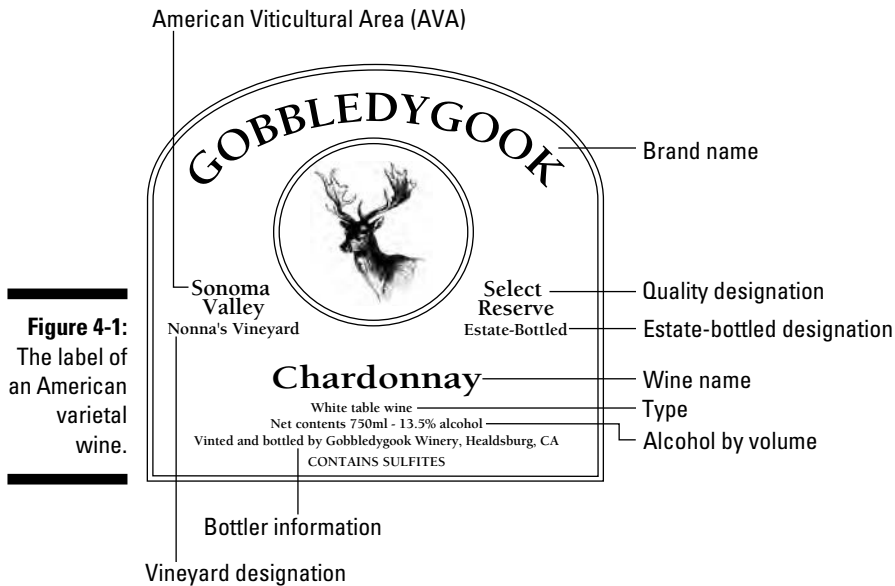 American Viticultural Area (AVA)
GOBBLEDYGOOK
Brand name
Sonoma
Valley
Nonna's Vineyard
Select
Reserve
Estate-Bottled
Quality designation
Estate-bottled designation
Figure 4-1:
The label of
an American
varietal
wine.
Chardonnay
Wine name
White table wine
Type
Net contents 750ml - 13.5% alcohol
Alcohol by volume
Vinted and bottled by Gobbledygook Winery, Healdsburg, CA
CONTAINS SULFITES
Bottler information
Vineyard designation